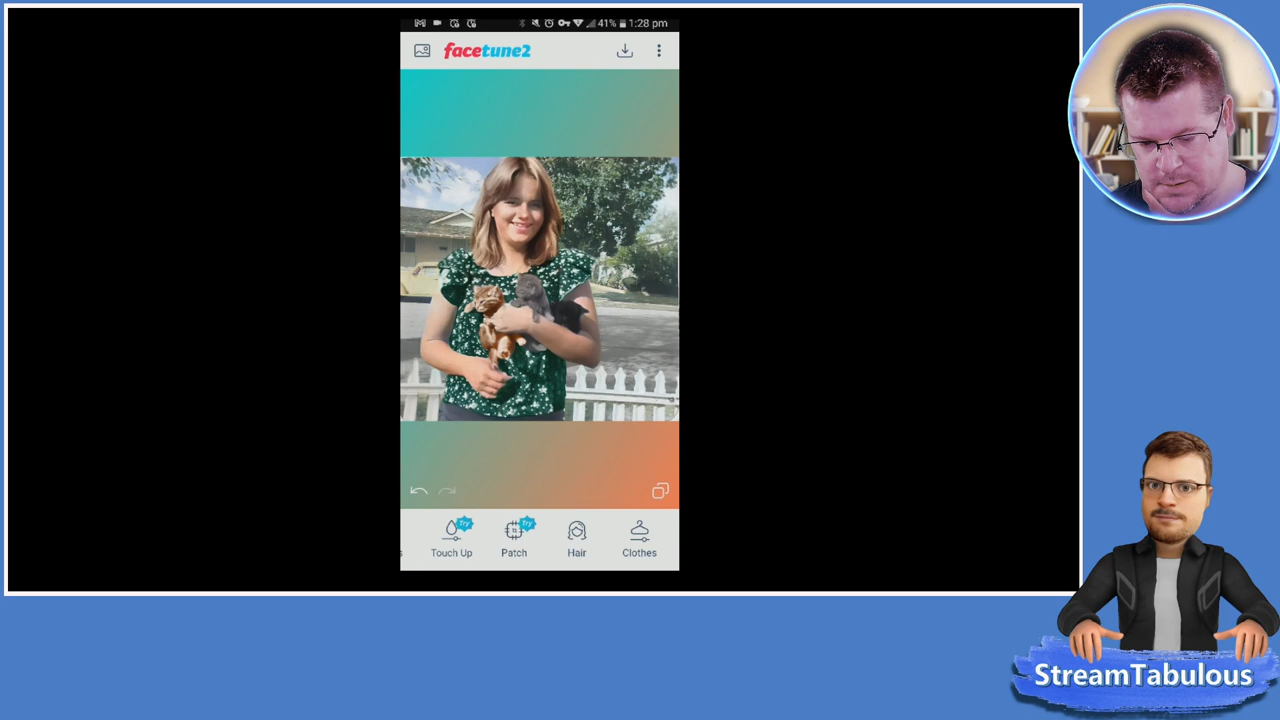 41% 1:28 pm
facetune2
Try Try
Touch Up Patch Hair Clothes
StreamTabulous